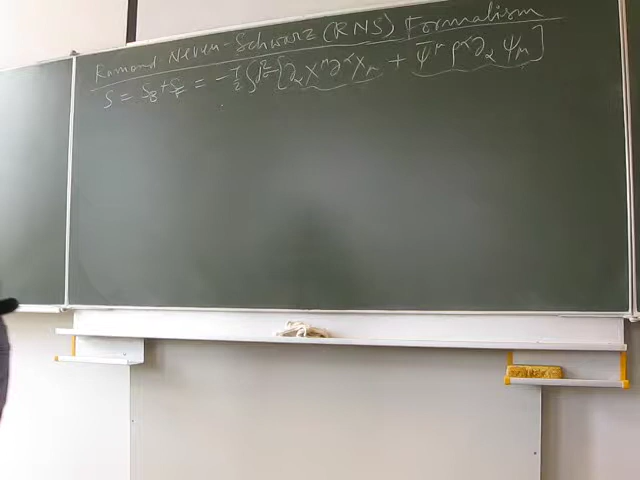 Ramond Neveu-Schwarz (RNS) Formalism
S = S_B + S_F = -T/2 ∫d²σ [∂_α X^μ ∂^α X_μ + ψ̄^μ ρ^α ∂_α ψ_μ]